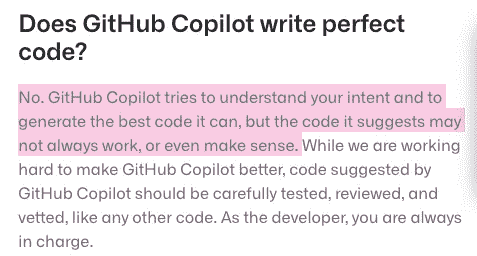 Does GitHub Copilot write perfect
code?
No. GitHub Copilot tries to understand your intent and to
generate the best code it can, but the code it suggests may
not always work, or even make sense. While we are working
hard to make GitHub Copilot better, code suggested by
GitHub Copilot should be carefully tested, reviewed, and
vetted, like any other code. As the developer, you are always
in charge.